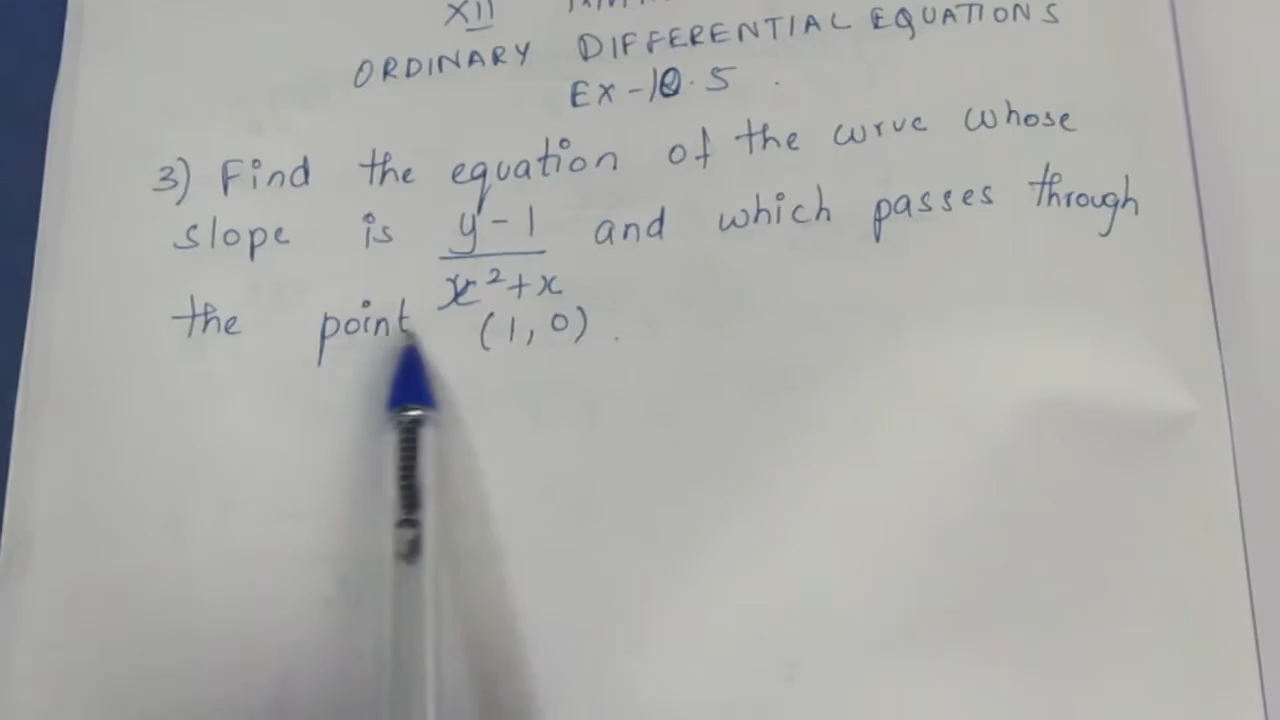 XII
ORDINARY DIFFERENTIAL EQUATIONS
EX-10.5.
3) Find the equation of the curve whose
slope is y-1 and which passes through
x²+x
the point (1,0).